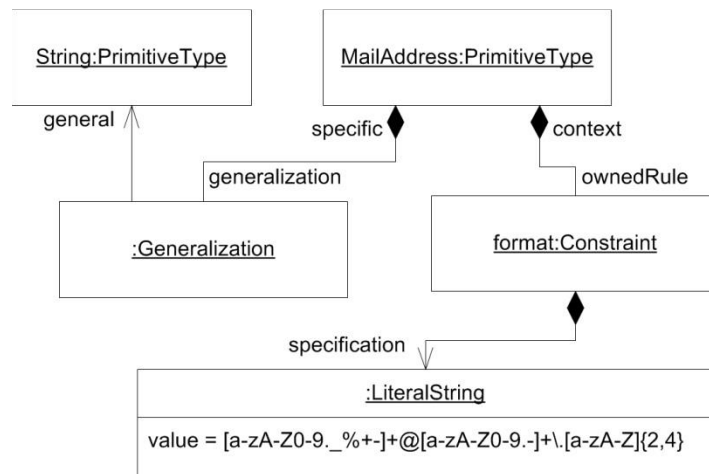 String:PrimitiveType
MailAddress:PrimitiveType
general
specific
context
generalization
ownedRule
:Generalization
format:Constraint
specification
:LiteralString
value = [a-zA-Z0-9._%+-]+@[a-zA-Z0-9.-]+\.[a-zA-Z]{2,4}